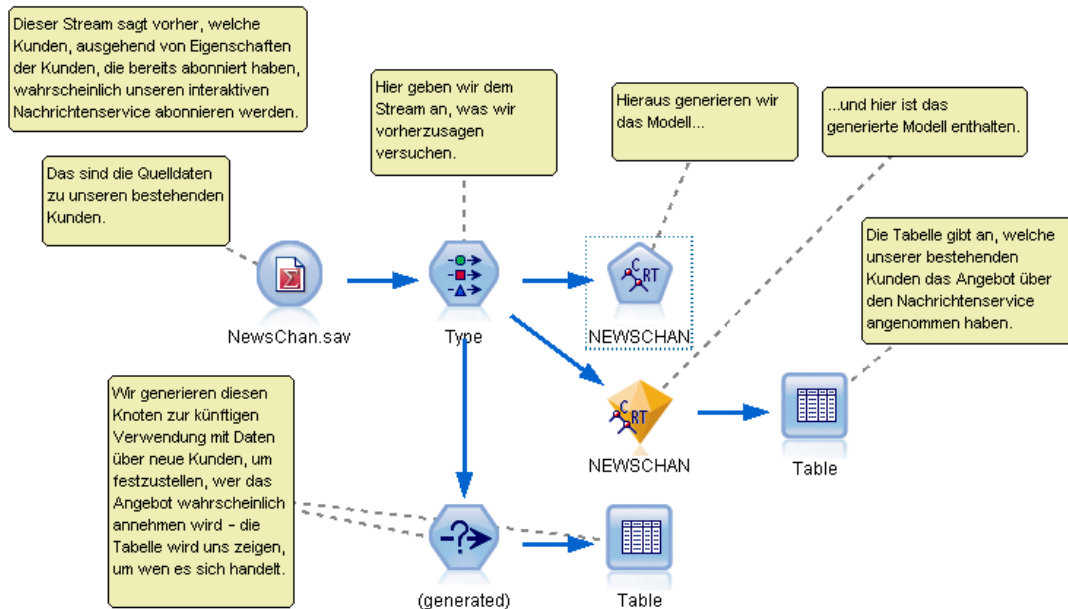 Dieser Stream sagt vorher, welche
Kunden, ausgehend von Eigenschaften
der Kunden, die bereits abonniert haben,
wahrscheinlich unseren interaktiven
Nachrichtenservice abonnieren werden.
Hier geben wir dem
Stream an, was wir
vorherzusagen
versuchen.
Hieraus generieren wir
das Modell...
...und hier ist das
generierte Modell enthalten.
Das sind die Quelldaten
zu unseren bestehenden
Kunden.
Die Tabelle gibt an, welche
unserer bestehenden
Kunden das Angebot über
den Nachrichtenservice
angenommen haben.
C
RT
NewsChan.sav
Type
NEWSCHAN
Wir generieren diesen
Knoten zur künftigen
Verwendung mit Daten
über neue Kunden, um
festzustellen, wer das
Angebot wahrscheinlich
annehmen wird – die
Tabelle wird uns zeigen,
um wen es sich handelt.
C
RT
NEWSCHAN
Table
(generated)
Table